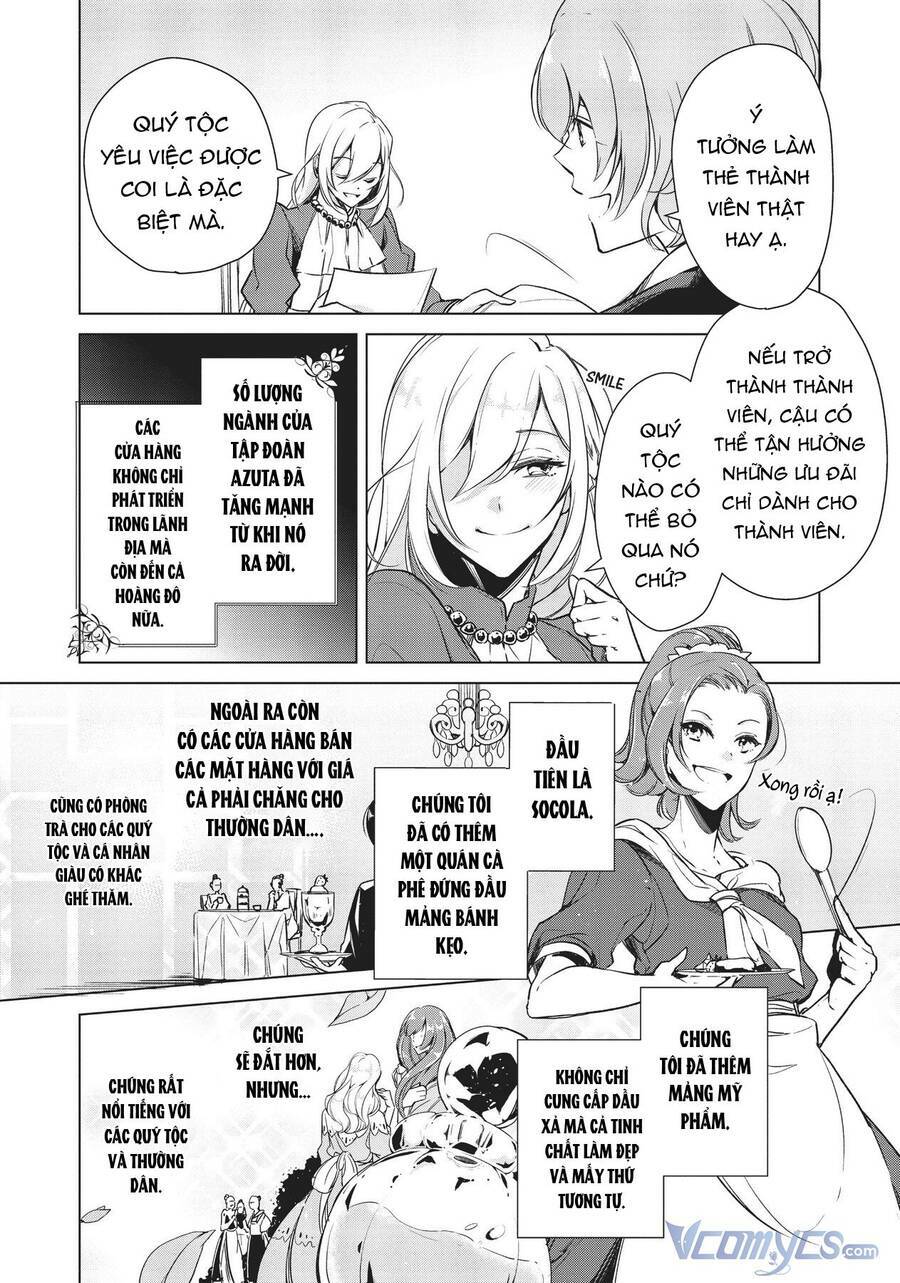 Ý
TƯỞNG LÀM
THẺ THÀNH
VIÊN THẬT
HAY Ạ.
QUÝ TỘC
YÊU VIỆC ĐƯỢC
COI LÀ ĐẶC
BIỆT MÀ.
NẾU TRỞ
THÀNH THÀNH
VIÊN, CẬU CÓ
THỂ TẬN HƯỞNG
NHỮNG ƯU ĐÃI
CHỈ DÀNH CHO
THÀNH VIÊN.
QUÝ
TỘC
NÀO CÓ
THỂ BỎ
QUA NÓ
CHỨ?
SMILE
SỐ LƯỢNG
NGÀNH CỦA
TẬP ĐOÀN
AZUTA ĐÃ
TĂNG MẠNH
TỪ KHI NÓ
RA ĐỜI.
CÁC
CỬA HÀNG
KHÔNG CHỈ
PHÁT TRIỂN
TRONG LÃNH
ĐỊA MÀ
CÒN ĐẾN CẢ
HOÀNG ĐÔ
NỮA.
ĐẦU
TIÊN LÀ
SOCOLA.
Xong rồi ạ!
CHÚNG TÔI
ĐÃ CÓ THÊM
MỘT QUÁN CÀ
PHÊ ĐỨNG ĐẦU
MẢNG BÁNH
KẸO.
NGOÀI RA CÒN
CÓ CÁC CỬA HÀNG BÁN
CÁC MẶT HÀNG VỚI GIÁ
CẢ PHẢI CHĂNG CHO
THƯỜNG DÂN....
CŨNG CÓ PHÒNG
TRÀ CHO CÁC QUÝ
TỘC VÀ CÁ NHÂN
GIÀU CÓ KHÁC
GHÉ THĂM.
CHÚNG
TÔI ĐÃ THÊM
MẢNG MỸ
PHẨM.
KHÔNG CHỈ
CUNG CẤP DẦU
XẢ MÀ CẢ TINH
CHẤT LÀM ĐẸP
VÀ MẤY THỨ
TƯƠNG TỰ.
CHÚNG
SẼ ĐẮT HƠN,
NHƯNG...
CHÚNG RẤT
NỔI TIẾNG VỚI
CÁC QUÝ TỘC
VÀ THƯỜNG
DÂN.
VCOMYCS.com